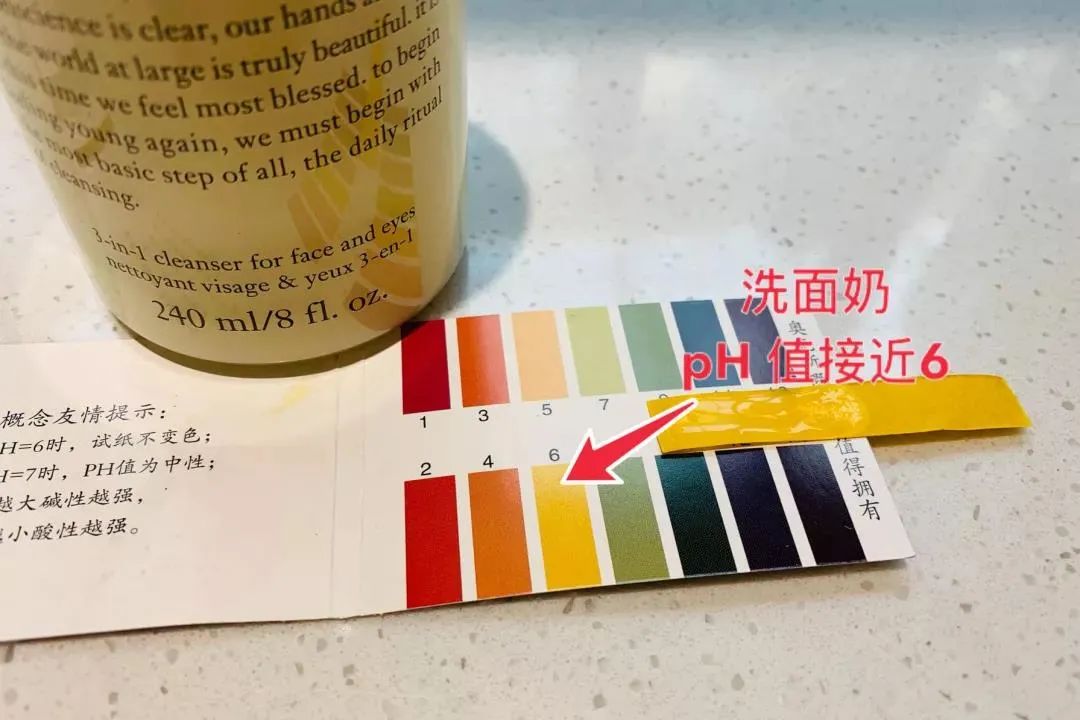 science is clear, our hands
world at large is truly beautiful. it is
this time we feel most blessed. to begin
feeling young again, we must begin with
most basic step of all, the daily ritual
cleansing.
3-in-1 cleanser for face and eyes
nettoyant visage & yeux 3-en-1
240 ml/8 fl. oz.
洗面奶
pH 值接近6
1 3 5 7 9
2 4 6
概念友情提示：
H=6时，试纸不变色；
H=7时，PH值为中性；
越大碱性越强，
小酸性越强。
奥
值得拥有